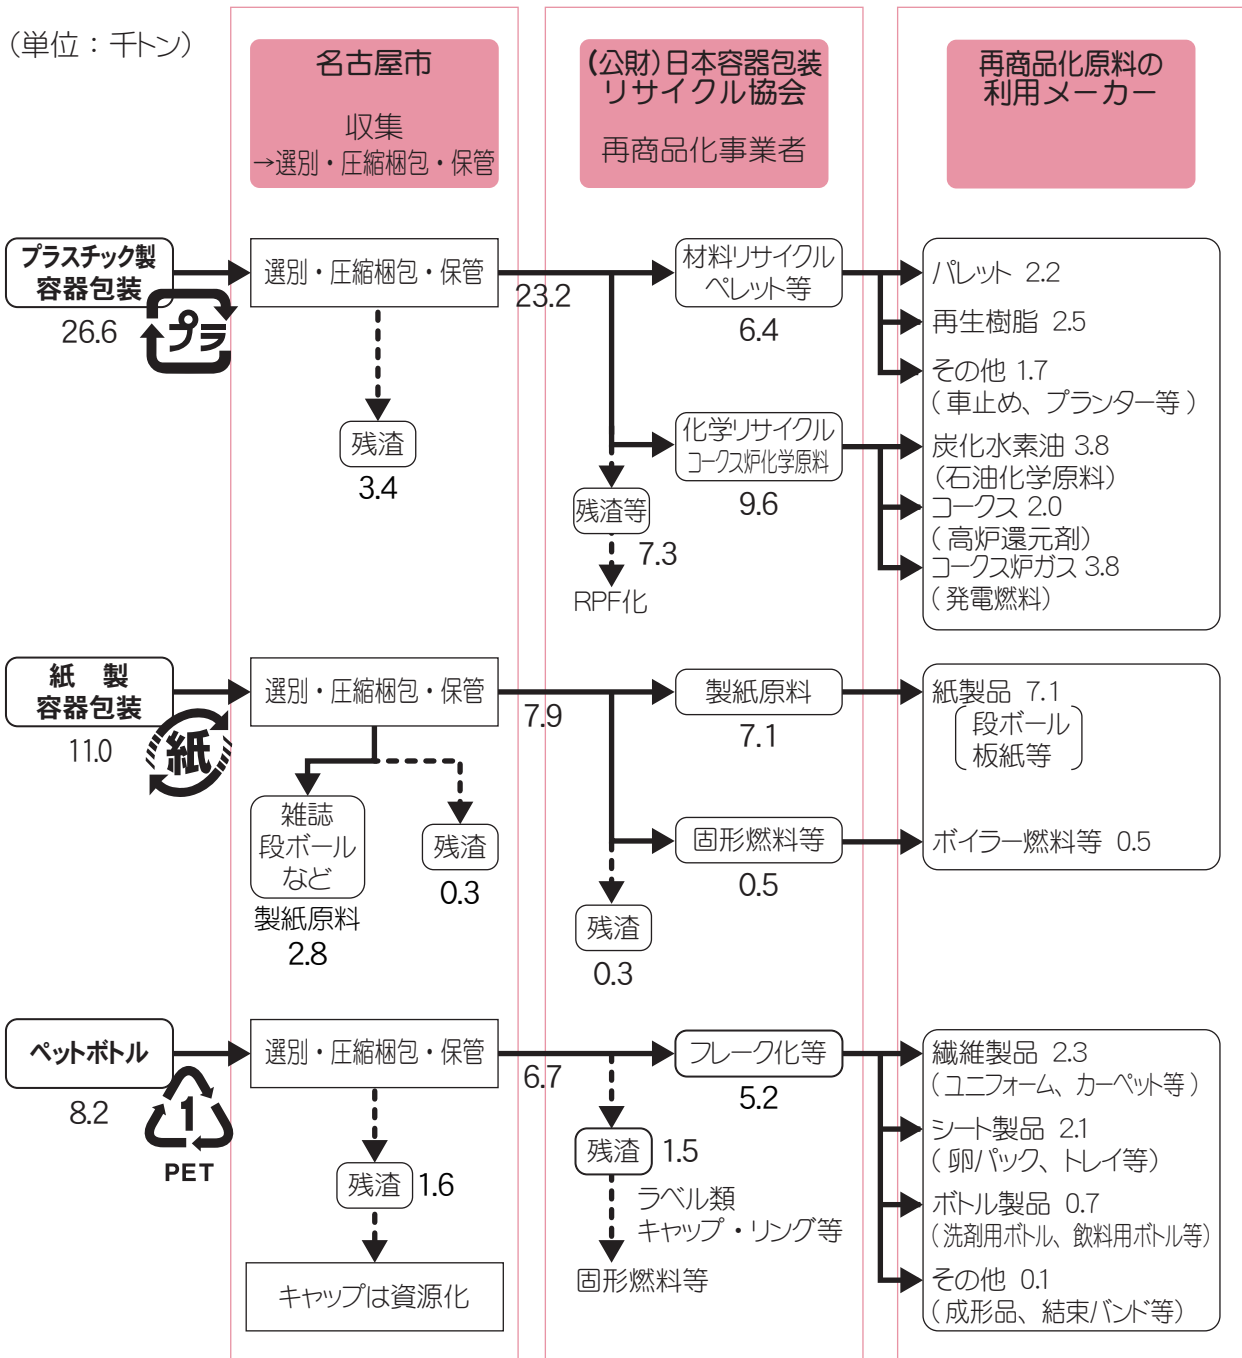 (単位：千トン)
名古屋市
収集
→選別・圧縮梱包・保管
(公財)日本容器包装
リサイクル協会
再商品化事業者
再商品化原料の
利用メーカー
プラスチック製
容器包装
26.6
プラ
選別・圧縮梱包・保管
23.2
残渣
3.4
材料リサイクル
ペレット等
6.4
化学リサイクル
コークス炉化学原料
9.6
残渣等
7.3
RPF化
パレット 2.2
再生樹脂 2.5
その他 1.7
(車止め、プランター等)
炭化水素油 3.8
(石油化学原料)
コークス 2.0
(高炉還元剤)
コークス炉ガス 3.8
(発電燃料)
紙 製
容器包装
11.0
紙
選別・圧縮梱包・保管
7.9
雑誌
段ボール
など
製紙原料
2.8
残渣
0.3
製紙原料
7.1
固形燃料等
0.5
残渣
0.3
紙製品 7.1
段ボール
板紙等
ボイラー燃料等 0.5
ペットボトル
8.2
1
PET
選別・圧縮梱包・保管
6.7
残渣 1.6
キャップは資源化
フレーク化等
5.2
残渣 1.5
ラベル類
キャップ・リング等
固形燃料等
繊維製品 2.3
(ユニフォーム、カーペット等)
シート製品 2.1
(卵パック、トレイ等)
ボトル製品 0.7
(洗剤用ボトル、飲料用ボトル等)
その他 0.1
(成形品、結束バンド等)